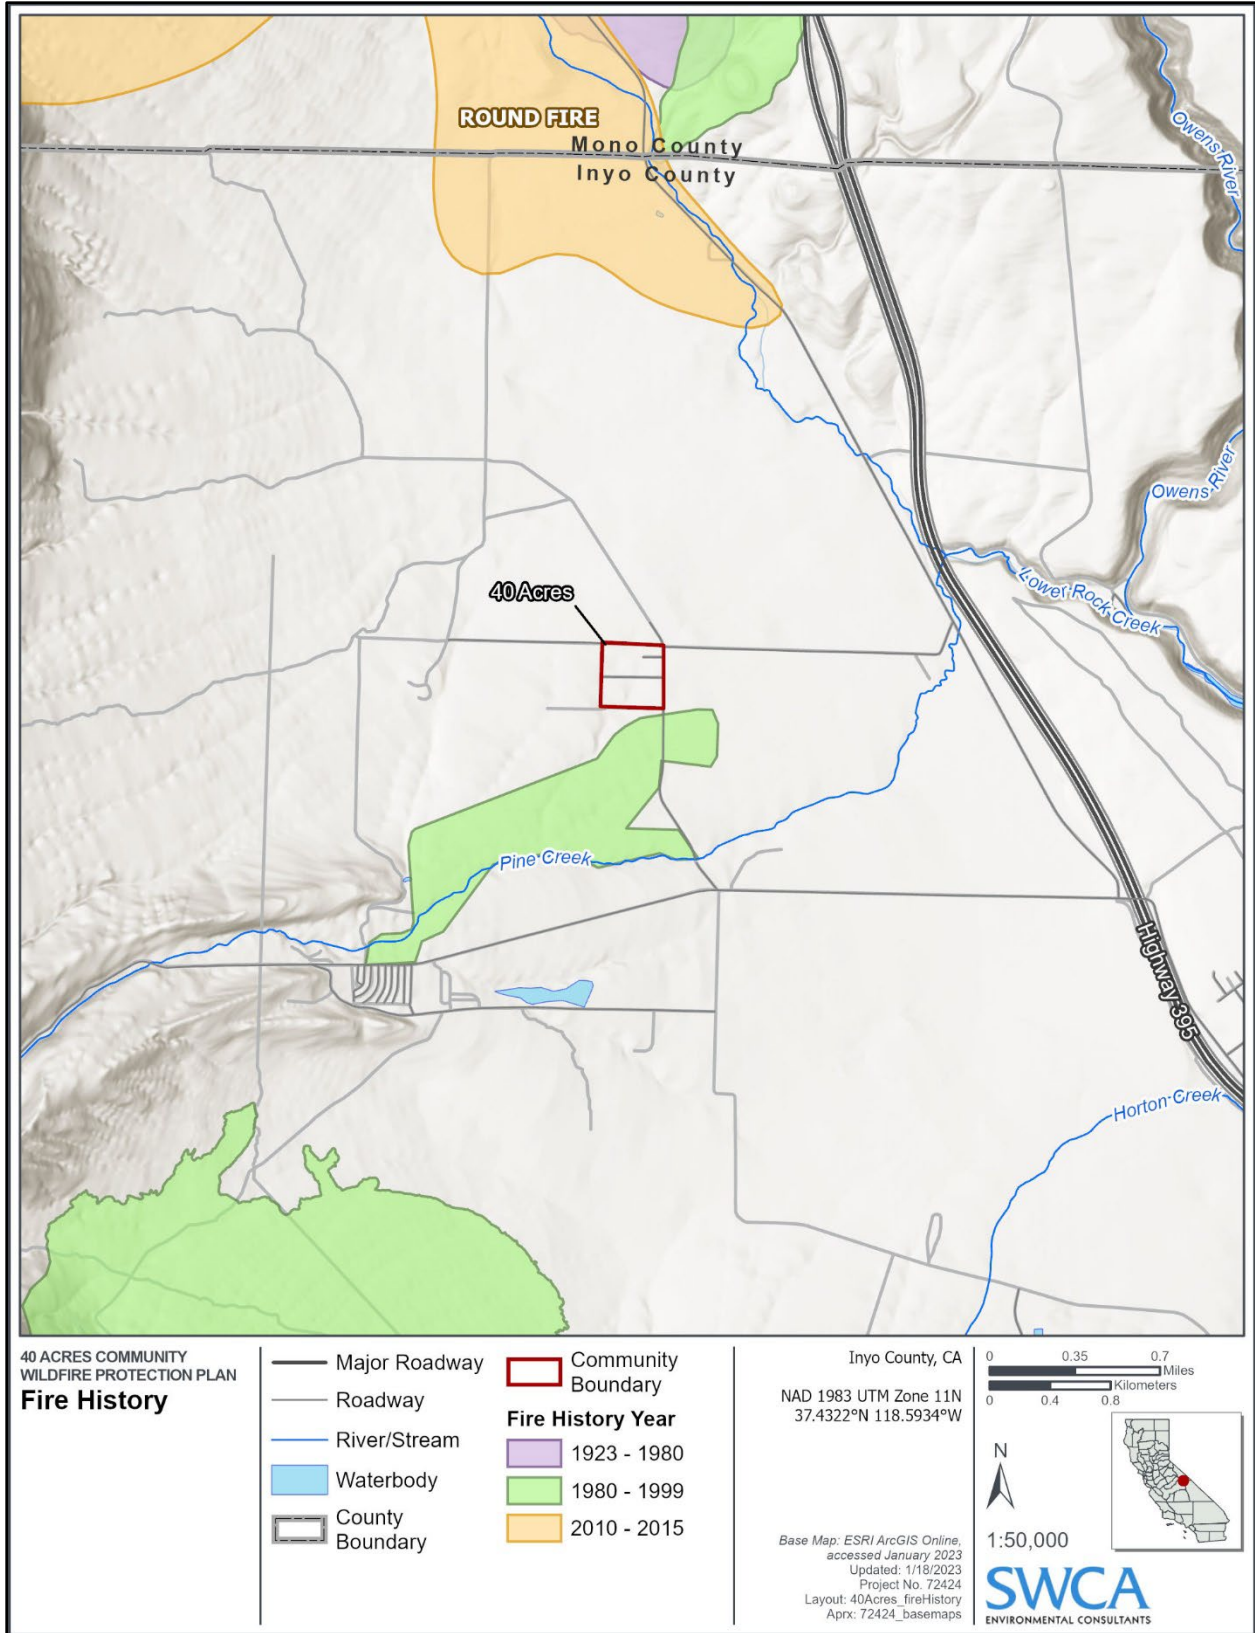 ROUND FIRE
Mono County
Inyo County
Owens River
Owens River
40 Acres
Lower Rock Creek
Pine Creek
Highway 395
Horton Creek
40 ACRES COMMUNITY
WILDFIRE PROTECTION PLAN
Fire History
Major Roadway
Roadway
River/Stream
Waterbody
County
Boundary
Community
Boundary
Fire History Year
1923 - 1980
1980 - 1999
2010 - 2015
Inyo County, CA
NAD 1983 UTM Zone 11N
37.4322°N 118.5934°W
Base Map: ESRI ArcGIS Online,
accessed January 2023
Updated: 1/18/2023
Project No. 72424
Layout: 40Acres_fireHistory
Aprx: 72424_basemaps
0 0.35 0.7
Miles
Kilometers
0 0.4 0.8
N
1:50,000
SWCA
ENVIRONMENTAL CONSULTANTS